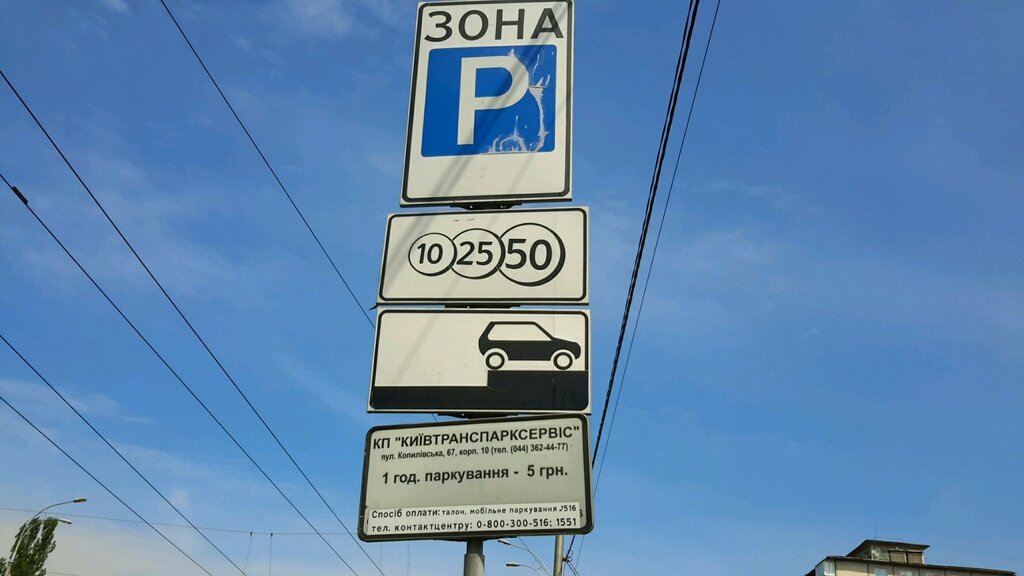 ЗОНА
P
10 25 50
КП "КИЇВТРАНСПАРКСЕРВІС"
вул. Копилівська, 67, корп. 10 (тел. (044) 362-44-77)
1 год. паркування - 5 грн.
Спосіб оплати: талон, мобільне паркування
тел. контактцентру: 0-800-300-516; 1551